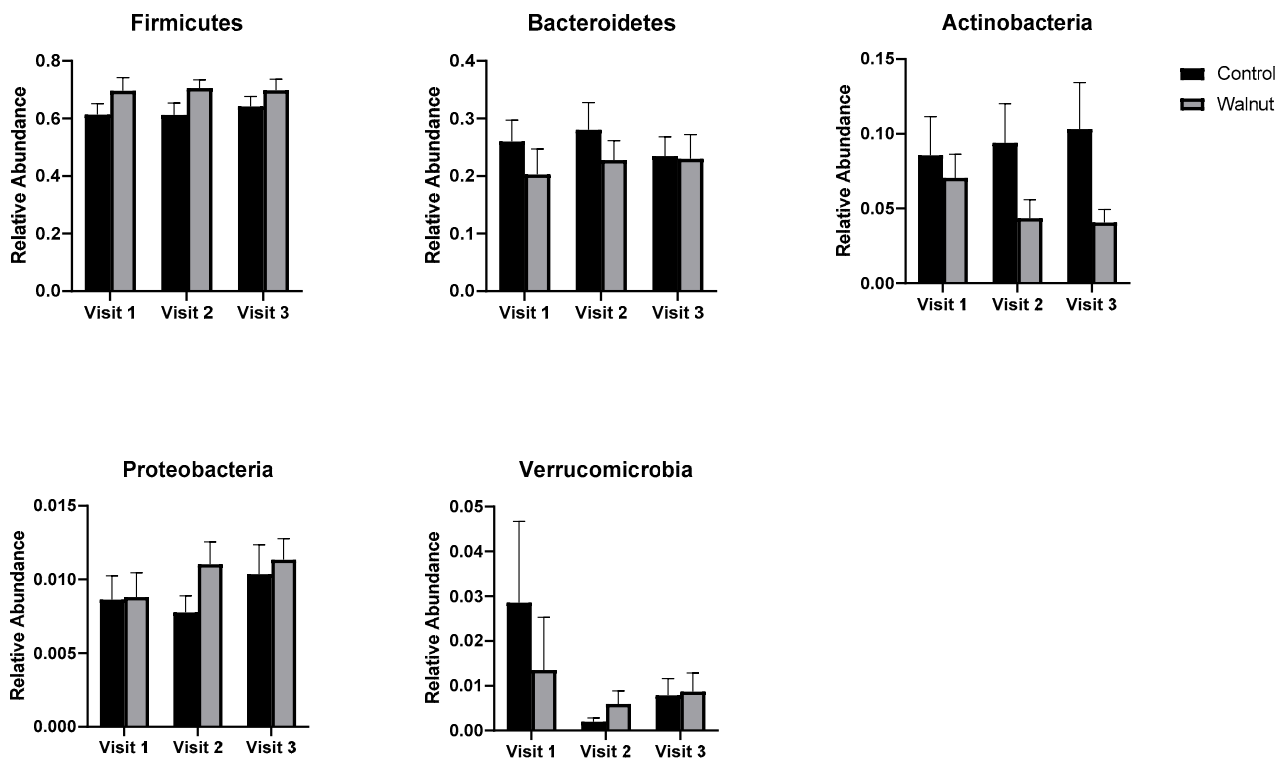 Firmicutes
Relative Abundance
0.8
0.6
0.4
0.2
0.0
Visit 1 Visit 2 Visit 3
Bacteroidetes
Relative Abundance
0.4
0.3
0.2
0.1
0.0
Visit 1 Visit 2 Visit 3
Actinobacteria
Relative Abundance
0.15
0.10
0.05
0.00
Visit 1 Visit 2 Visit 3
Control
Walnut
Proteobacteria
Relative Abundance
0.015
0.010
0.005
0.000
Visit 1 Visit 2 Visit 3
Verrucomicrobia
Relative Abundance
0.05
0.04
0.03
0.02
0.01
0.00
Visit 1 Visit 2 Visit 3